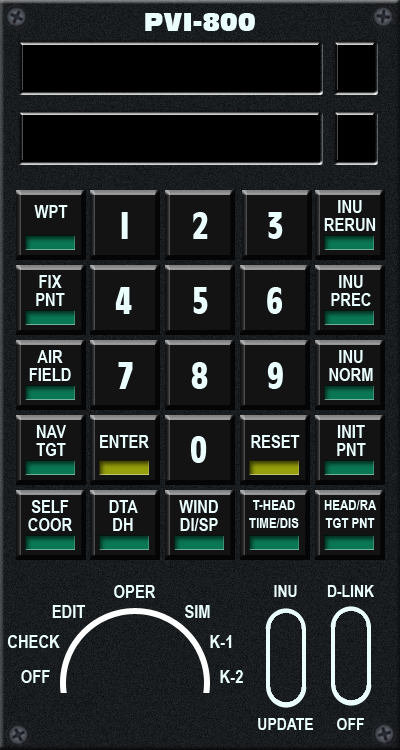 PVI-800
WPT
1
2
3
INU
RERUN
FIX
PNT
4
5
6
INU
PREC
AIR
FIELD
7
8
9
INU
NORM
NAV
TGT
ENTER
0
RESET
INIT
PNT
SELF
COOR
DTA
DH
WIND
DI/SP
T-HEAD
TIME/DIS
HEAD/RA
TGT PNT
OFF
CHECK
EDIT
OPER
SIM
K-1
K-2
INU
UPDATE
D-LINK
OFF